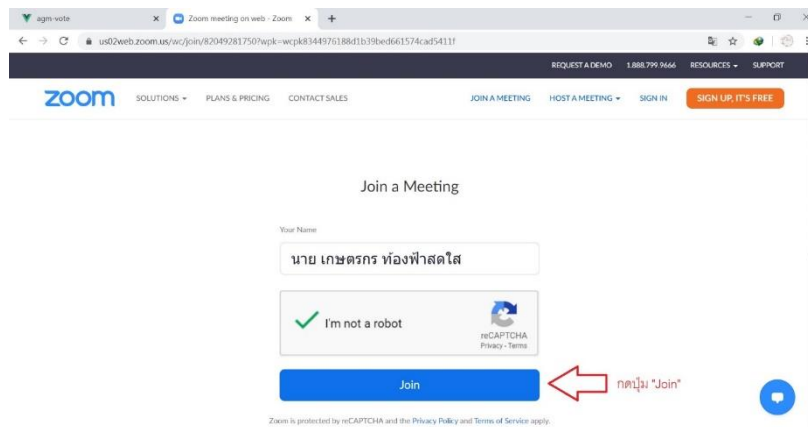 agm-vote
Zoom meeting on web - Zoom
us02web.zoom.us/wc/join/82049281750?wpk=wcpk8344976188d1b39bed661574cad5411f
REQUEST A DEMO 1.888.799.9666 RESOURCES SUPPORT
zoom SOLUTIONS PLANS & PRICING CONTACT SALES JOIN A MEETING HOST A MEETING SIGN IN SIGN UP, IT'S FREE
Join a Meeting
Your Name
นาย เกษตรกร ท้องฟ้าสดใส
I'm not a robot
reCAPTCHA
Privacy - Terms
Join
กดปุ่ม "Join"
Zoom is protected by reCAPTCHA and the Privacy Policy and Terms of Service apply.